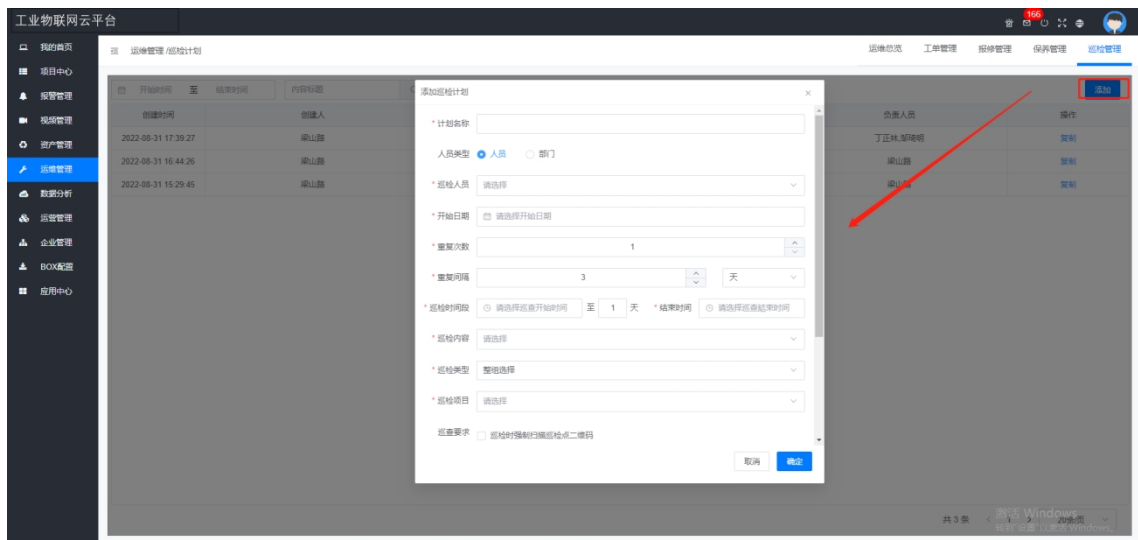 工业物联网云平台
166
我的首页
项目中心
报警管理
视频管理
资产管理
运维管理
数据分析
运营管理
企业管理
BOX配置
应用中心
运维管理 /巡检计划
运维总览 工单管理 报修管理 保养管理 巡检管理
开始时间 至 结束时间 内容标题 添加
创建时间 创建人 负责人员 操作
2022-08-31 17:39:27 梁山路 复制
2022-08-31 16:44:26 梁山路 梁山路 复制
2022-08-31 15:29:45 梁山路 复制
添加巡检计划
* 计划名称
人员类型 人员 部门
* 巡检人员 请选择
* 开始日期 请选择开始日期
* 重复次数 1
* 重复间隔 3 天
* 巡检时间段 请选择巡查开始时间 至 1 天 * 结束时间 请选择巡查结束时间
* 巡检内容 请选择
* 巡检类型 整组选择
* 巡检项目 请选择
巡查要求 巡检时强制扫描巡检点二维码
取消 确定
共 3 条 1 20条/页
激活 Windows
转到"设置"以激活 Windows。